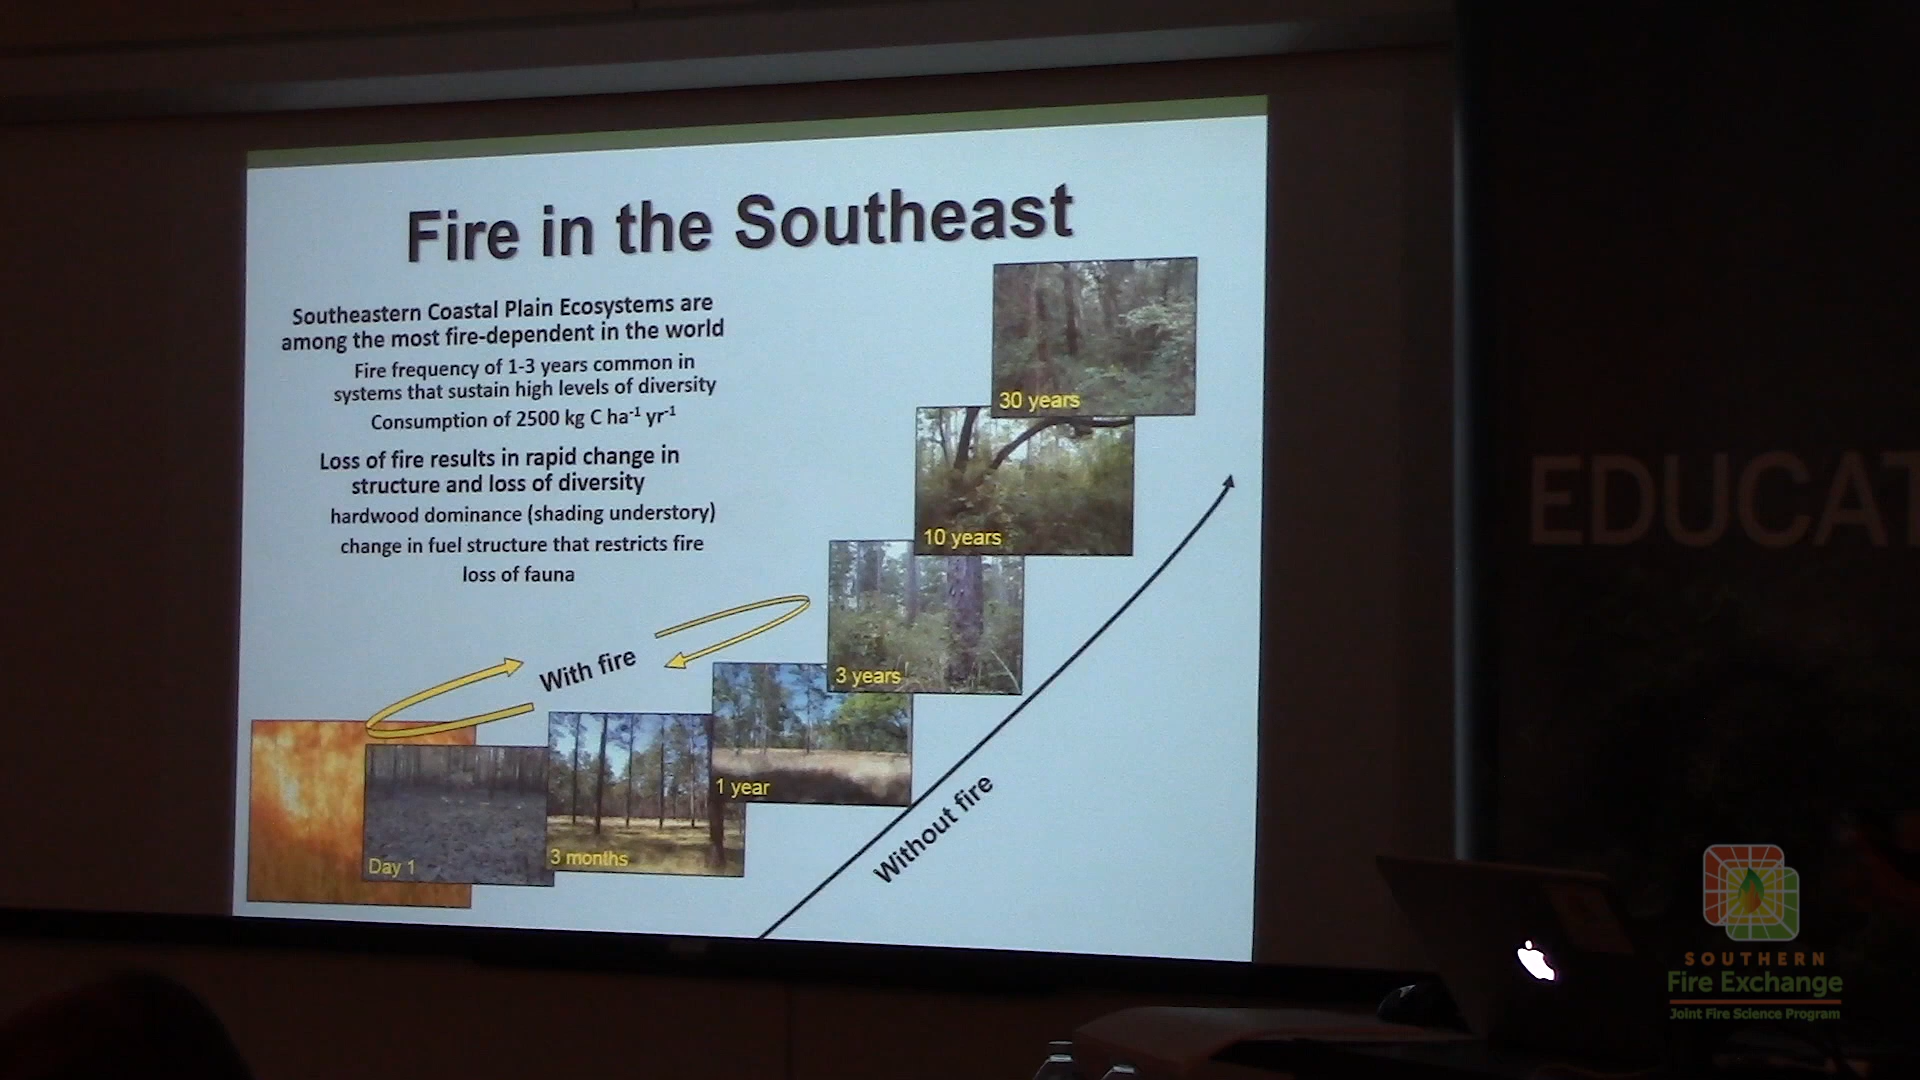 Fire in the Southeast
Southeastern Coastal Plain Ecosystems are
among the most fire-dependent in the world
Fire frequency of 1-3 years common in
systems that sustain high levels of diversity
Consumption of 2500 kg C ha⁻¹ yr⁻¹
Loss of fire results in rapid change in
structure and loss of diversity
hardwood dominance (shading understory)
change in fuel structure that restricts fire
loss of fauna
With fire
Day 1
3 months
1 year
3 years
10 years
30 years
Without fire
EDUCAT
SOUTHERN
Fire Exchange
Joint Fire Science Program